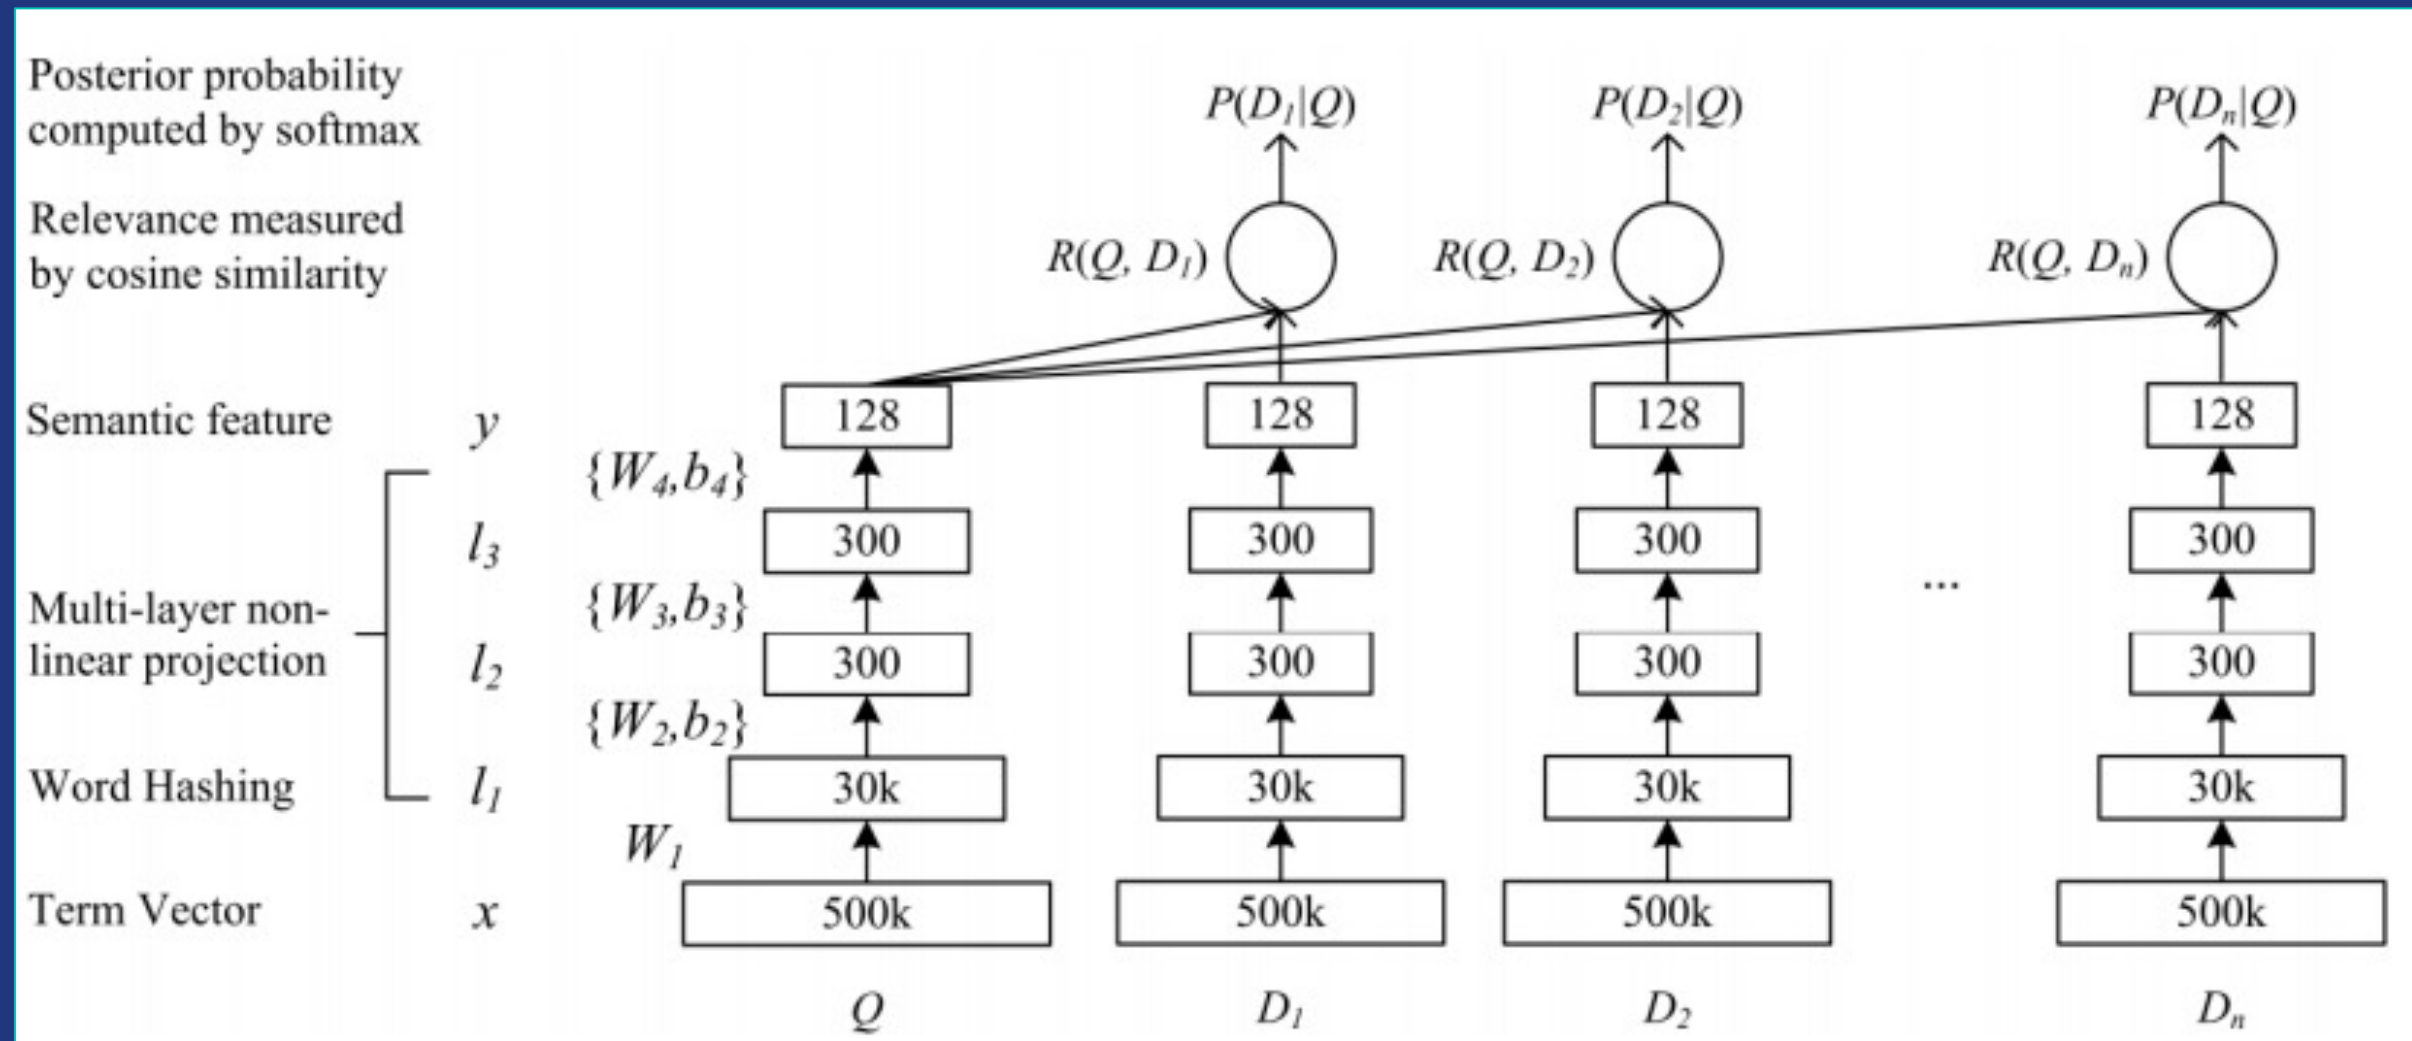 Posterior probability
computed by softmax
P(D₁|Q) P(D₂|Q) P(Dₙ|Q)
Relevance measured
by cosine similarity
R(Q, D₁) R(Q, D₂) R(Q, Dₙ)
Semantic feature y 128 128 128 128
{W₄,b₄}
l₃ 300 300 300 300
...
{W₃,b₃}
Multi-layer non-
linear projection
l₂ 300 300 300 300
{W₂,b₂}
Word Hashing l₁ 30k 30k 30k 30k
W₁
Term Vector x 500k 500k 500k 500k
Q D₁ D₂ Dₙ